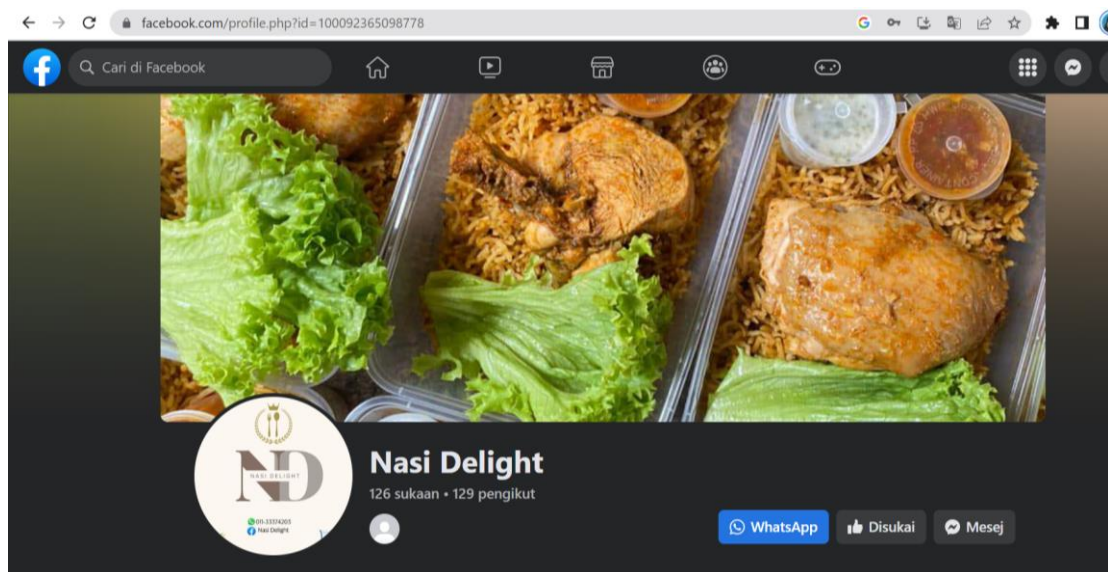 facebook.com/profile.php?id=100092365098778
Cari di Facebook
Nasi Delight
126 sukaan • 129 pengikut
WhatsApp
Disukai
Mesej
ND
NASI DELIGHT
Nasi Delight